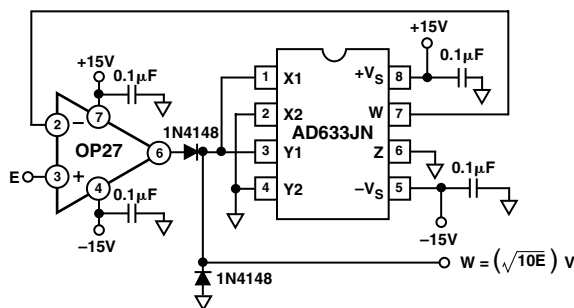 +15V
0.1µF
+15V
0.1µF
1 X1 +VS 8
2 X2 W 7
AD633JN
3 Y1 Z 6
4 Y2 –VS 5
2 – 7
1N4148
OP27 6
E 3 + 4
0.1µF
–15V
0.1µF
–15V
1N4148
W = (√10E) V